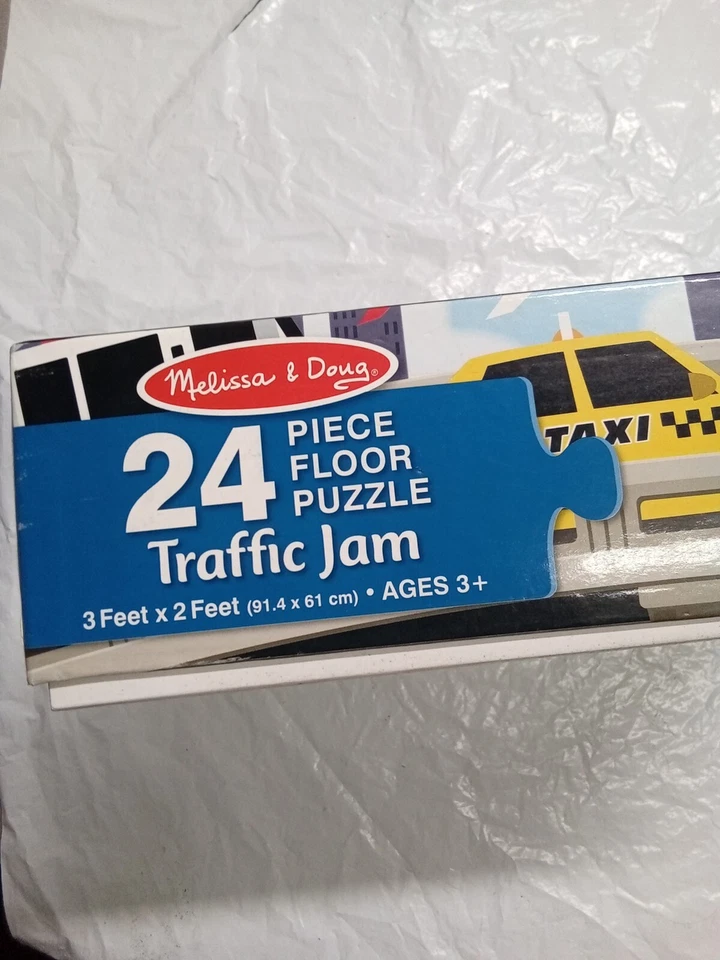 Melissa & Doug®
24 PIECE
FLOOR
PUZZLE
Traffic Jam
3 Feet x 2 Feet (91.4 x 61 cm) • AGES 3+
TAXI